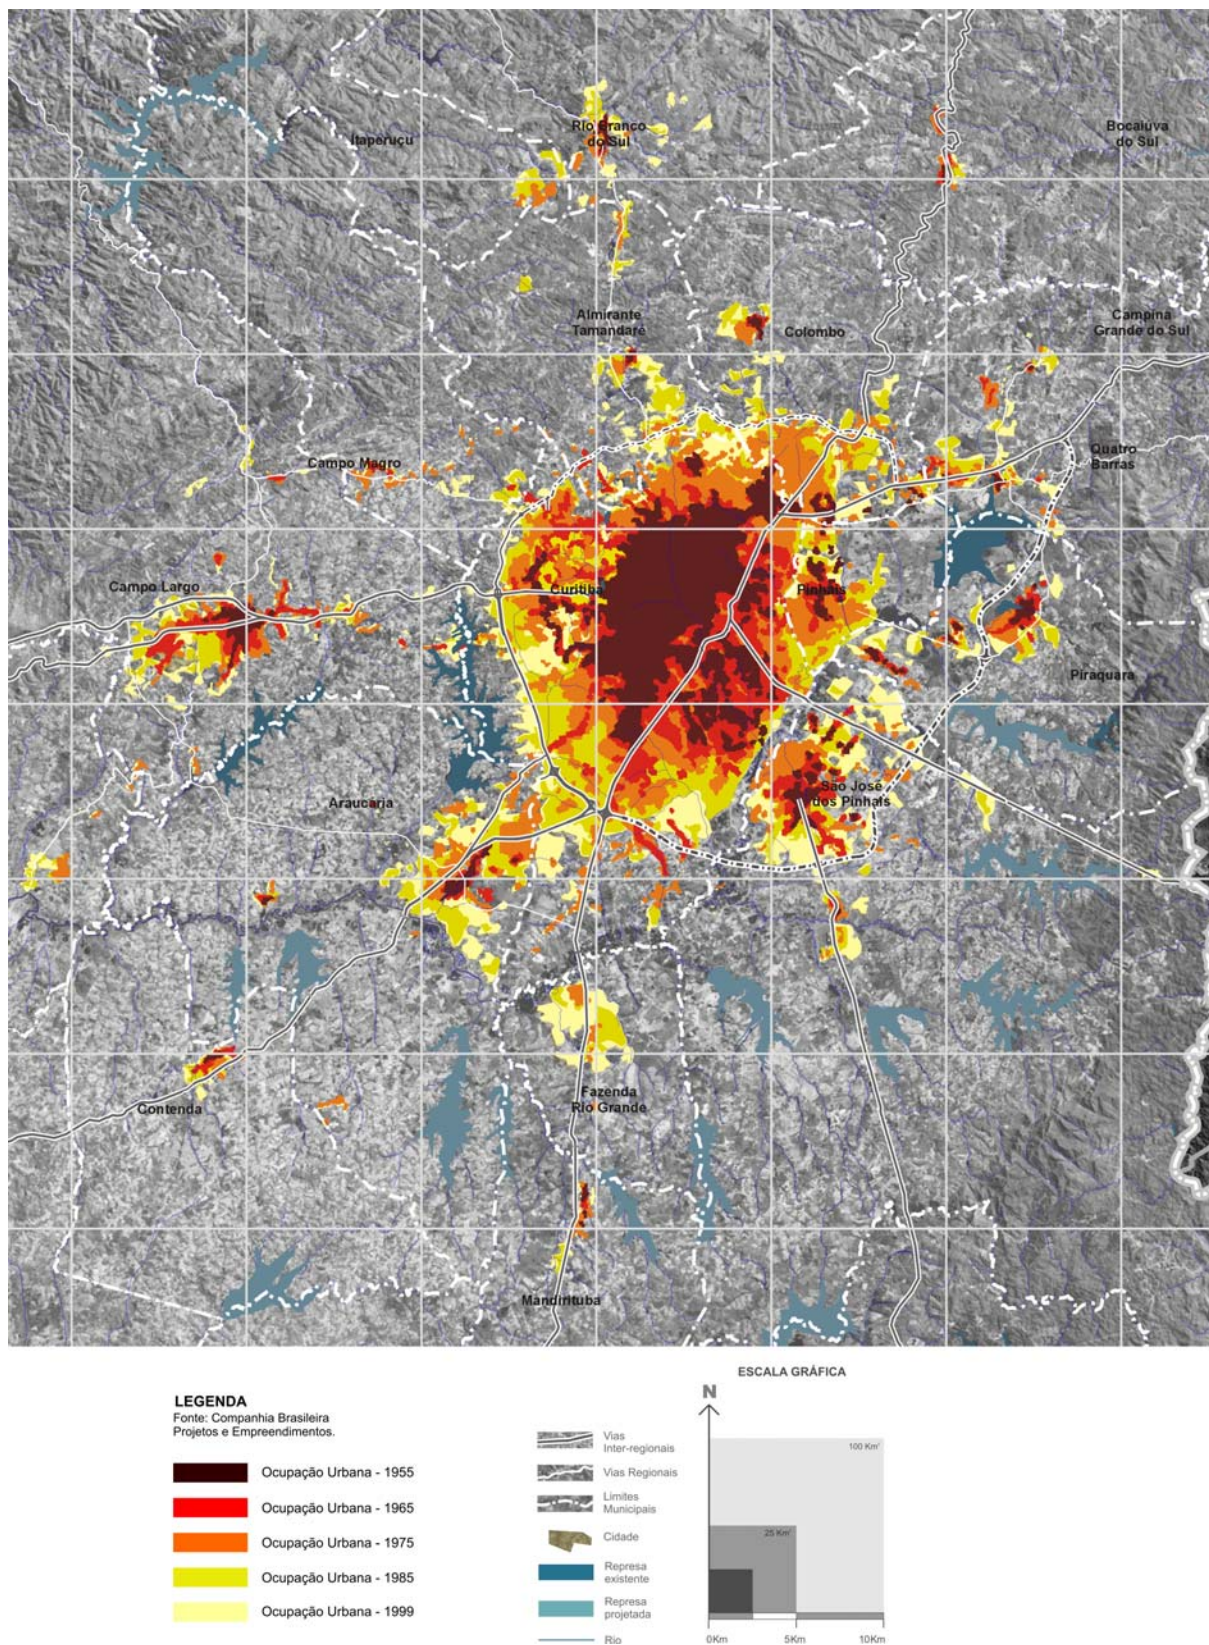 Itaperuçu
Rio Branco
do Sul
Bocaiúva
do Sul
Almirante
Tamandaré
Colombo
Campina
Grande do Sul
Campo Magro
Quatro
Barras
Campo Largo
Curitiba
Pinhais
Piraquara
Araucária
São José
dos Pinhais
Contenda
Fazenda
Rio Grande
Mandirituba
LEGENDA
Fonte: Companhia Brasileira
Projetos e Empreendimentos.
Ocupação Urbana - 1955
Ocupação Urbana - 1965
Ocupação Urbana - 1975
Ocupação Urbana - 1985
Ocupação Urbana - 1999
Vias
Inter-regionais
Vias Regionais
Limites
Municipais
Cidade
Represa
existente
Represa
projetada
Rio
ESCALA GRÁFICA
N
100 Km²
25 Km²
0Km
5Km
10Km